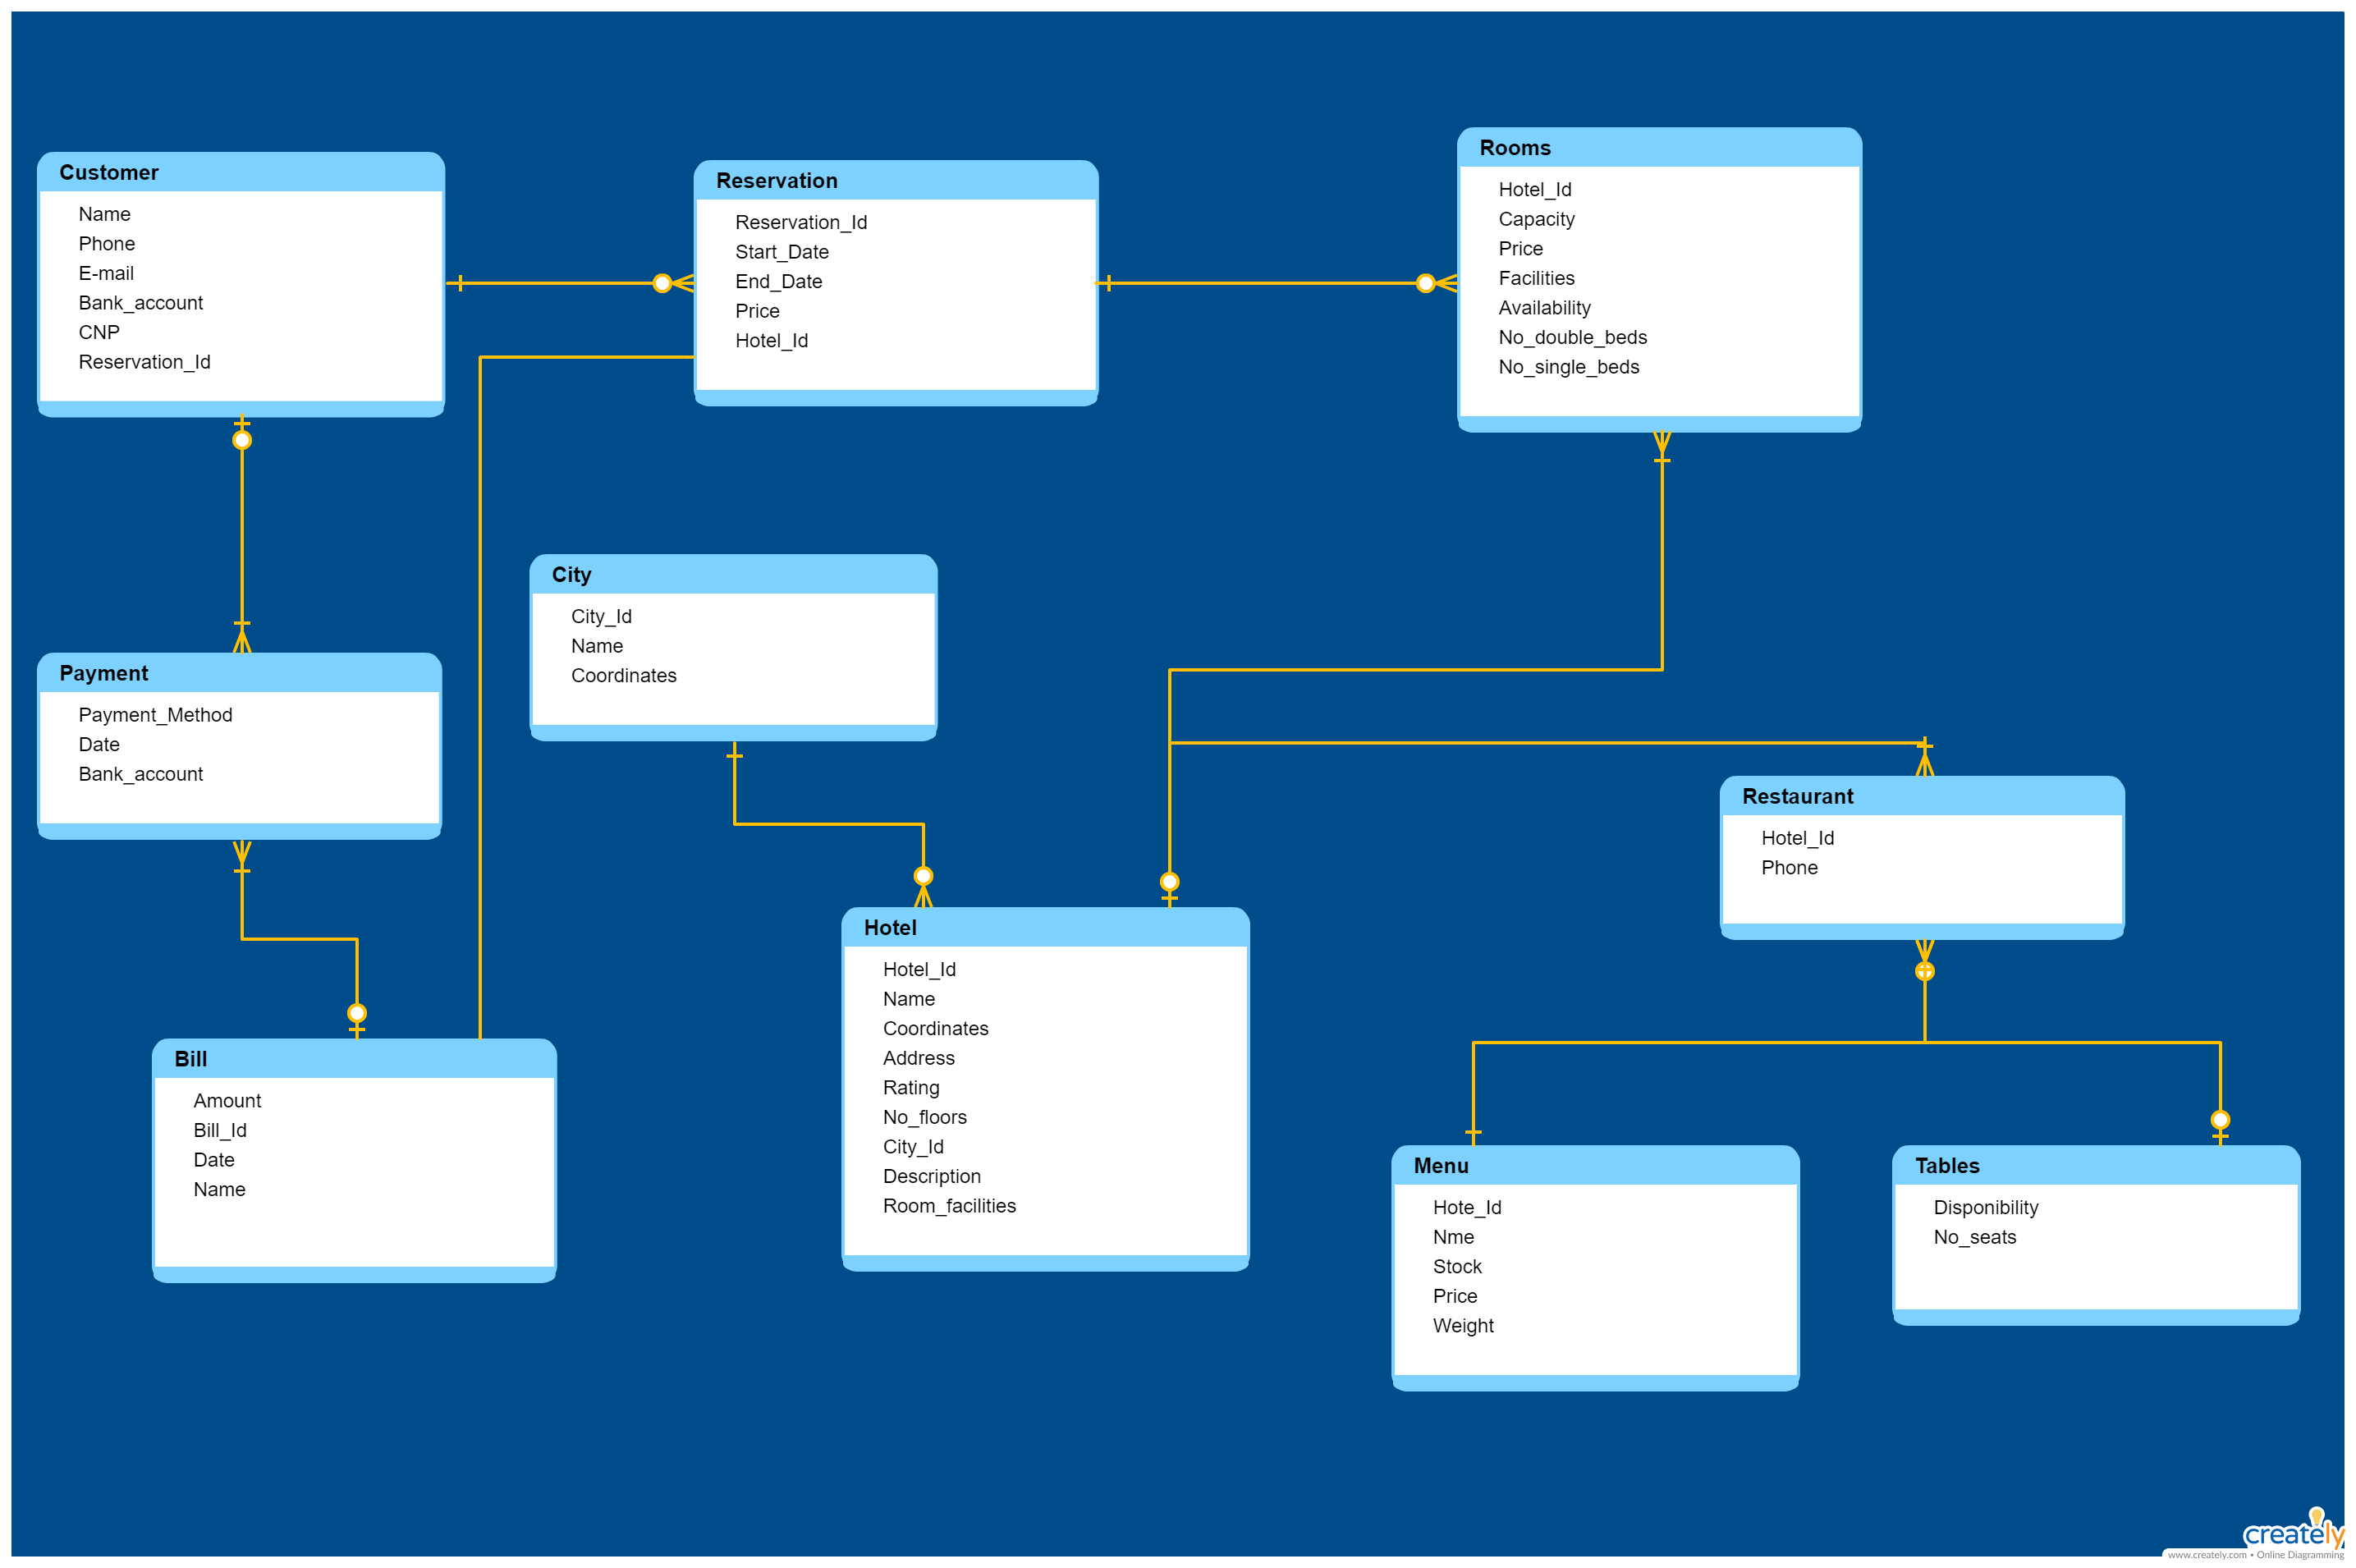 Customer
Name
Phone
E-mail
Bank_account
CNP
Reservation_Id
Reservation
Reservation_Id
Start_Date
End_Date
Price
Hotel_Id
Rooms
Hotel_Id
Capacity
Price
Facilities
Availability
No_double_beds
No_single_beds
City
City_Id
Name
Coordinates
Payment
Payment_Method
Date
Bank_account
Restaurant
Hotel_Id
Phone
Hotel
Hotel_Id
Name
Coordinates
Address
Rating
No_floors
City_Id
Description
Room_facilities
Bill
Amount
Bill_Id
Date
Name
Menu
Hote_Id
Nme
Stock
Price
Weight
Tables
Disponibility
No_seats
creately
www.creately.com • Online Diagramming